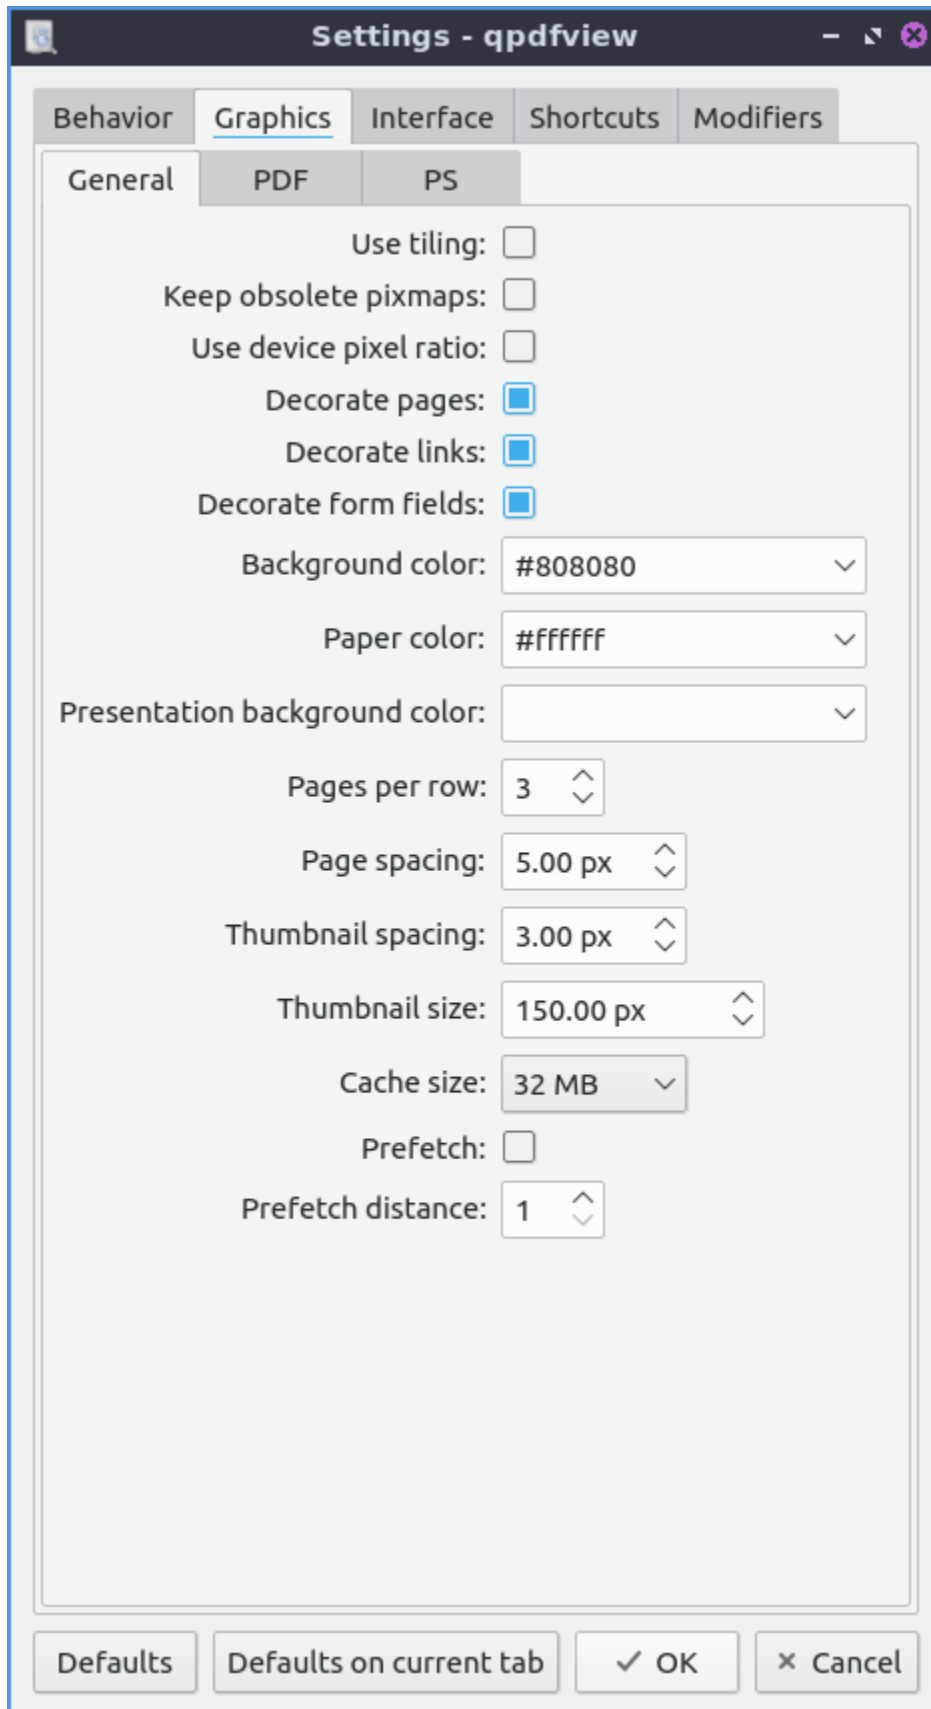 Settings - qpdfview
Behavior Graphics Interface Shortcuts Modifiers
General PDF PS
Use tiling:
Keep obsolete pixmaps:
Use device pixel ratio:
Decorate pages:
Decorate links:
Decorate form fields:
Background color: #808080
Paper color: #ffffff
Presentation background color:
Pages per row: 3
Page spacing: 5.00 px
Thumbnail spacing: 3.00 px
Thumbnail size: 150.00 px
Cache size: 32 MB
Prefetch:
Prefetch distance: 1
Defaults Defaults on current tab OK Cancel